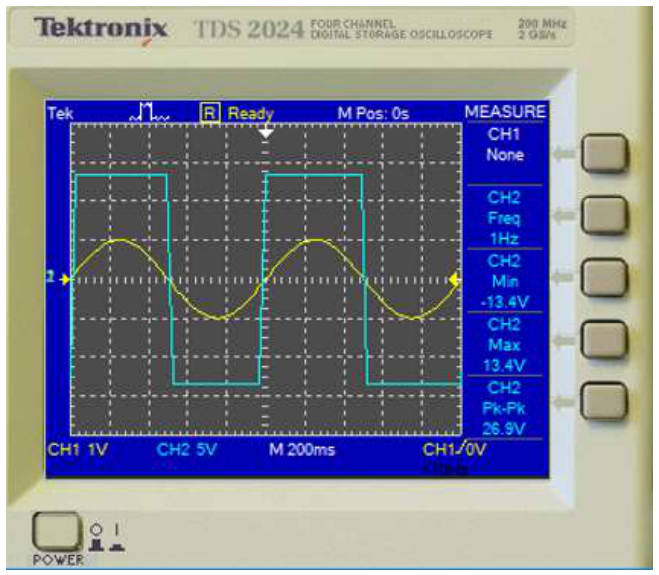 Tektronix TDS 2024 FOUR CHANNEL DIGITAL STORAGE OSCILLOSCOPE 200 MHz 2 GS/s
Tek R Ready M Pos: 0s MEASURE
CH1
None
CH2
Freq
1Hz
CH2
Min
-13.4V
CH2
Max
13.4V
CH2
Pk-Pk
26.9V
2
CH1 1V CH2 5V M 200ms CH1/0V
POWER